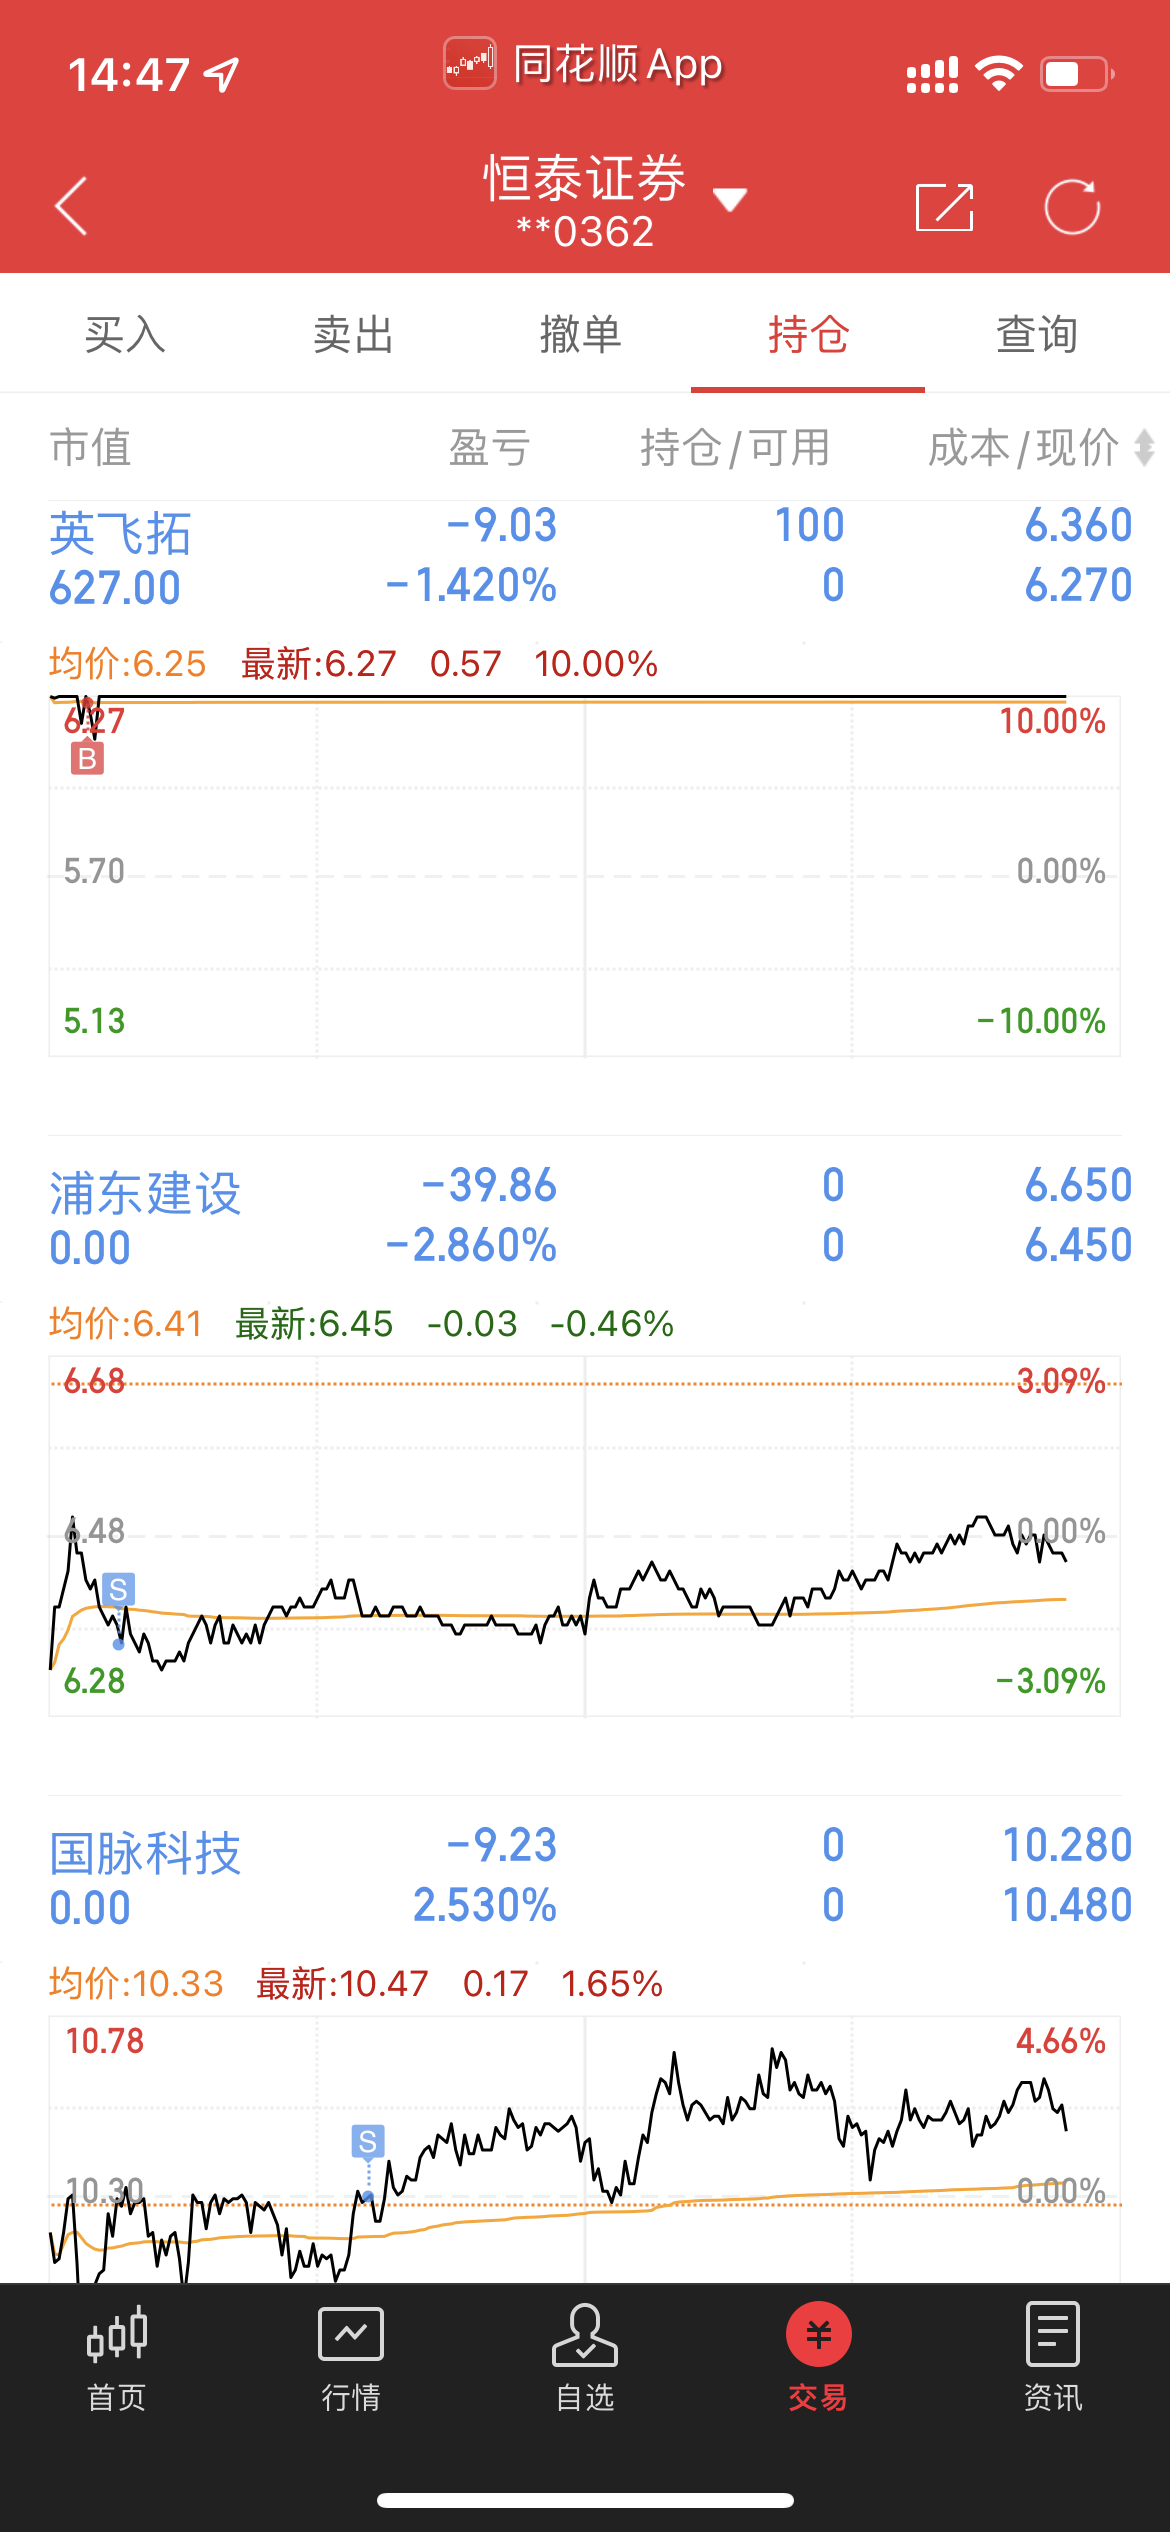 14:47
同花顺 App
恒泰证券
**0362
买入 卖出 撤单 持仓 查询
市值 盈亏 持仓/可用 成本/现价
英飞拓 -9.03 100 6.360
627.00 -1.420% 0 6.270
均价:6.25 最新:6.27 0.57 10.00%
6.27 10.00%
B
5.70 0.00%
5.13 -10.00%
浦东建设 -39.86 0 6.650
0.00 -2.860% 0 6.450
均价:6.41 最新:6.45 -0.03 -0.46%
6.68 3.09%
6.48 0.00%
S
6.28 -3.09%
国脉科技 -9.23 0 10.280
0.00 2.530% 0 10.480
均价:10.33 最新:10.47 0.17 1.65%
10.78 4.66%
S
10.30 0.00%
¥
首页 行情 自选 交易 资讯